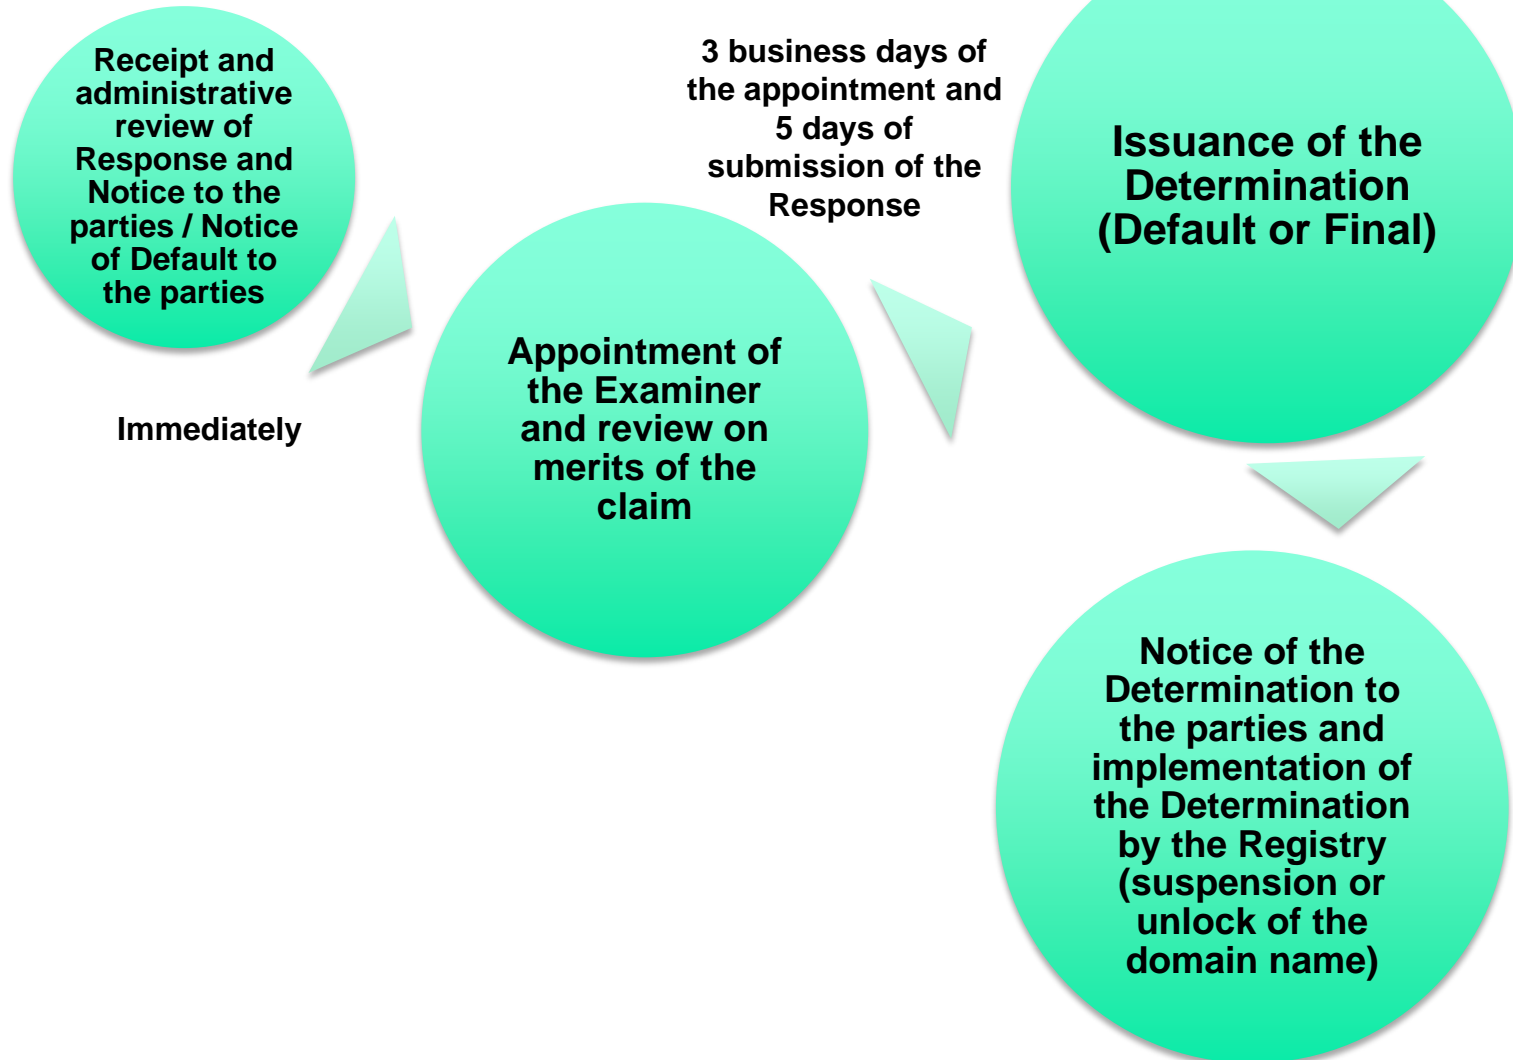 Receipt and
administrative
review of
Response and
Notice to the
parties / Notice
of Default to
the parties
Immediately
Appointment of
the Examiner
and review on
merits of the
claim
3 business days of
the appointment and
5 days of
submission of the
Response
Issuance of the
Determination
(Default or Final)
Notice of the
Determination to
the parties and
implementation of
the Determination
by the Registry
(suspension or
unlock of the
domain name)